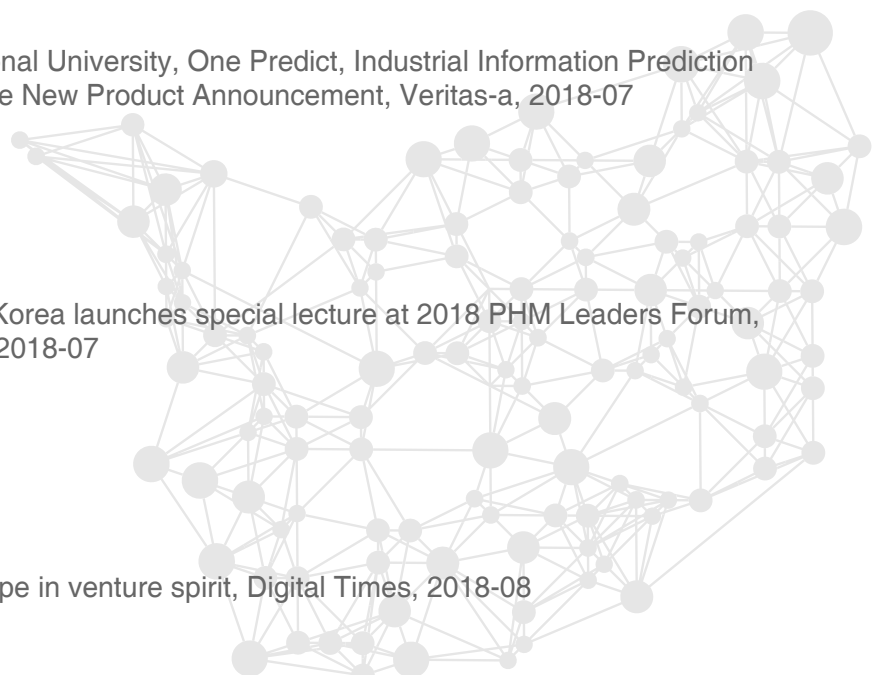 nal University, One Predict, Industrial Information Prediction
e New Product Announcement, Veritas-a, 2018-07
Korea launches special lecture at 2018 PHM Leaders Forum,
2018-07
pe in venture spirit, Digital Times, 2018-08